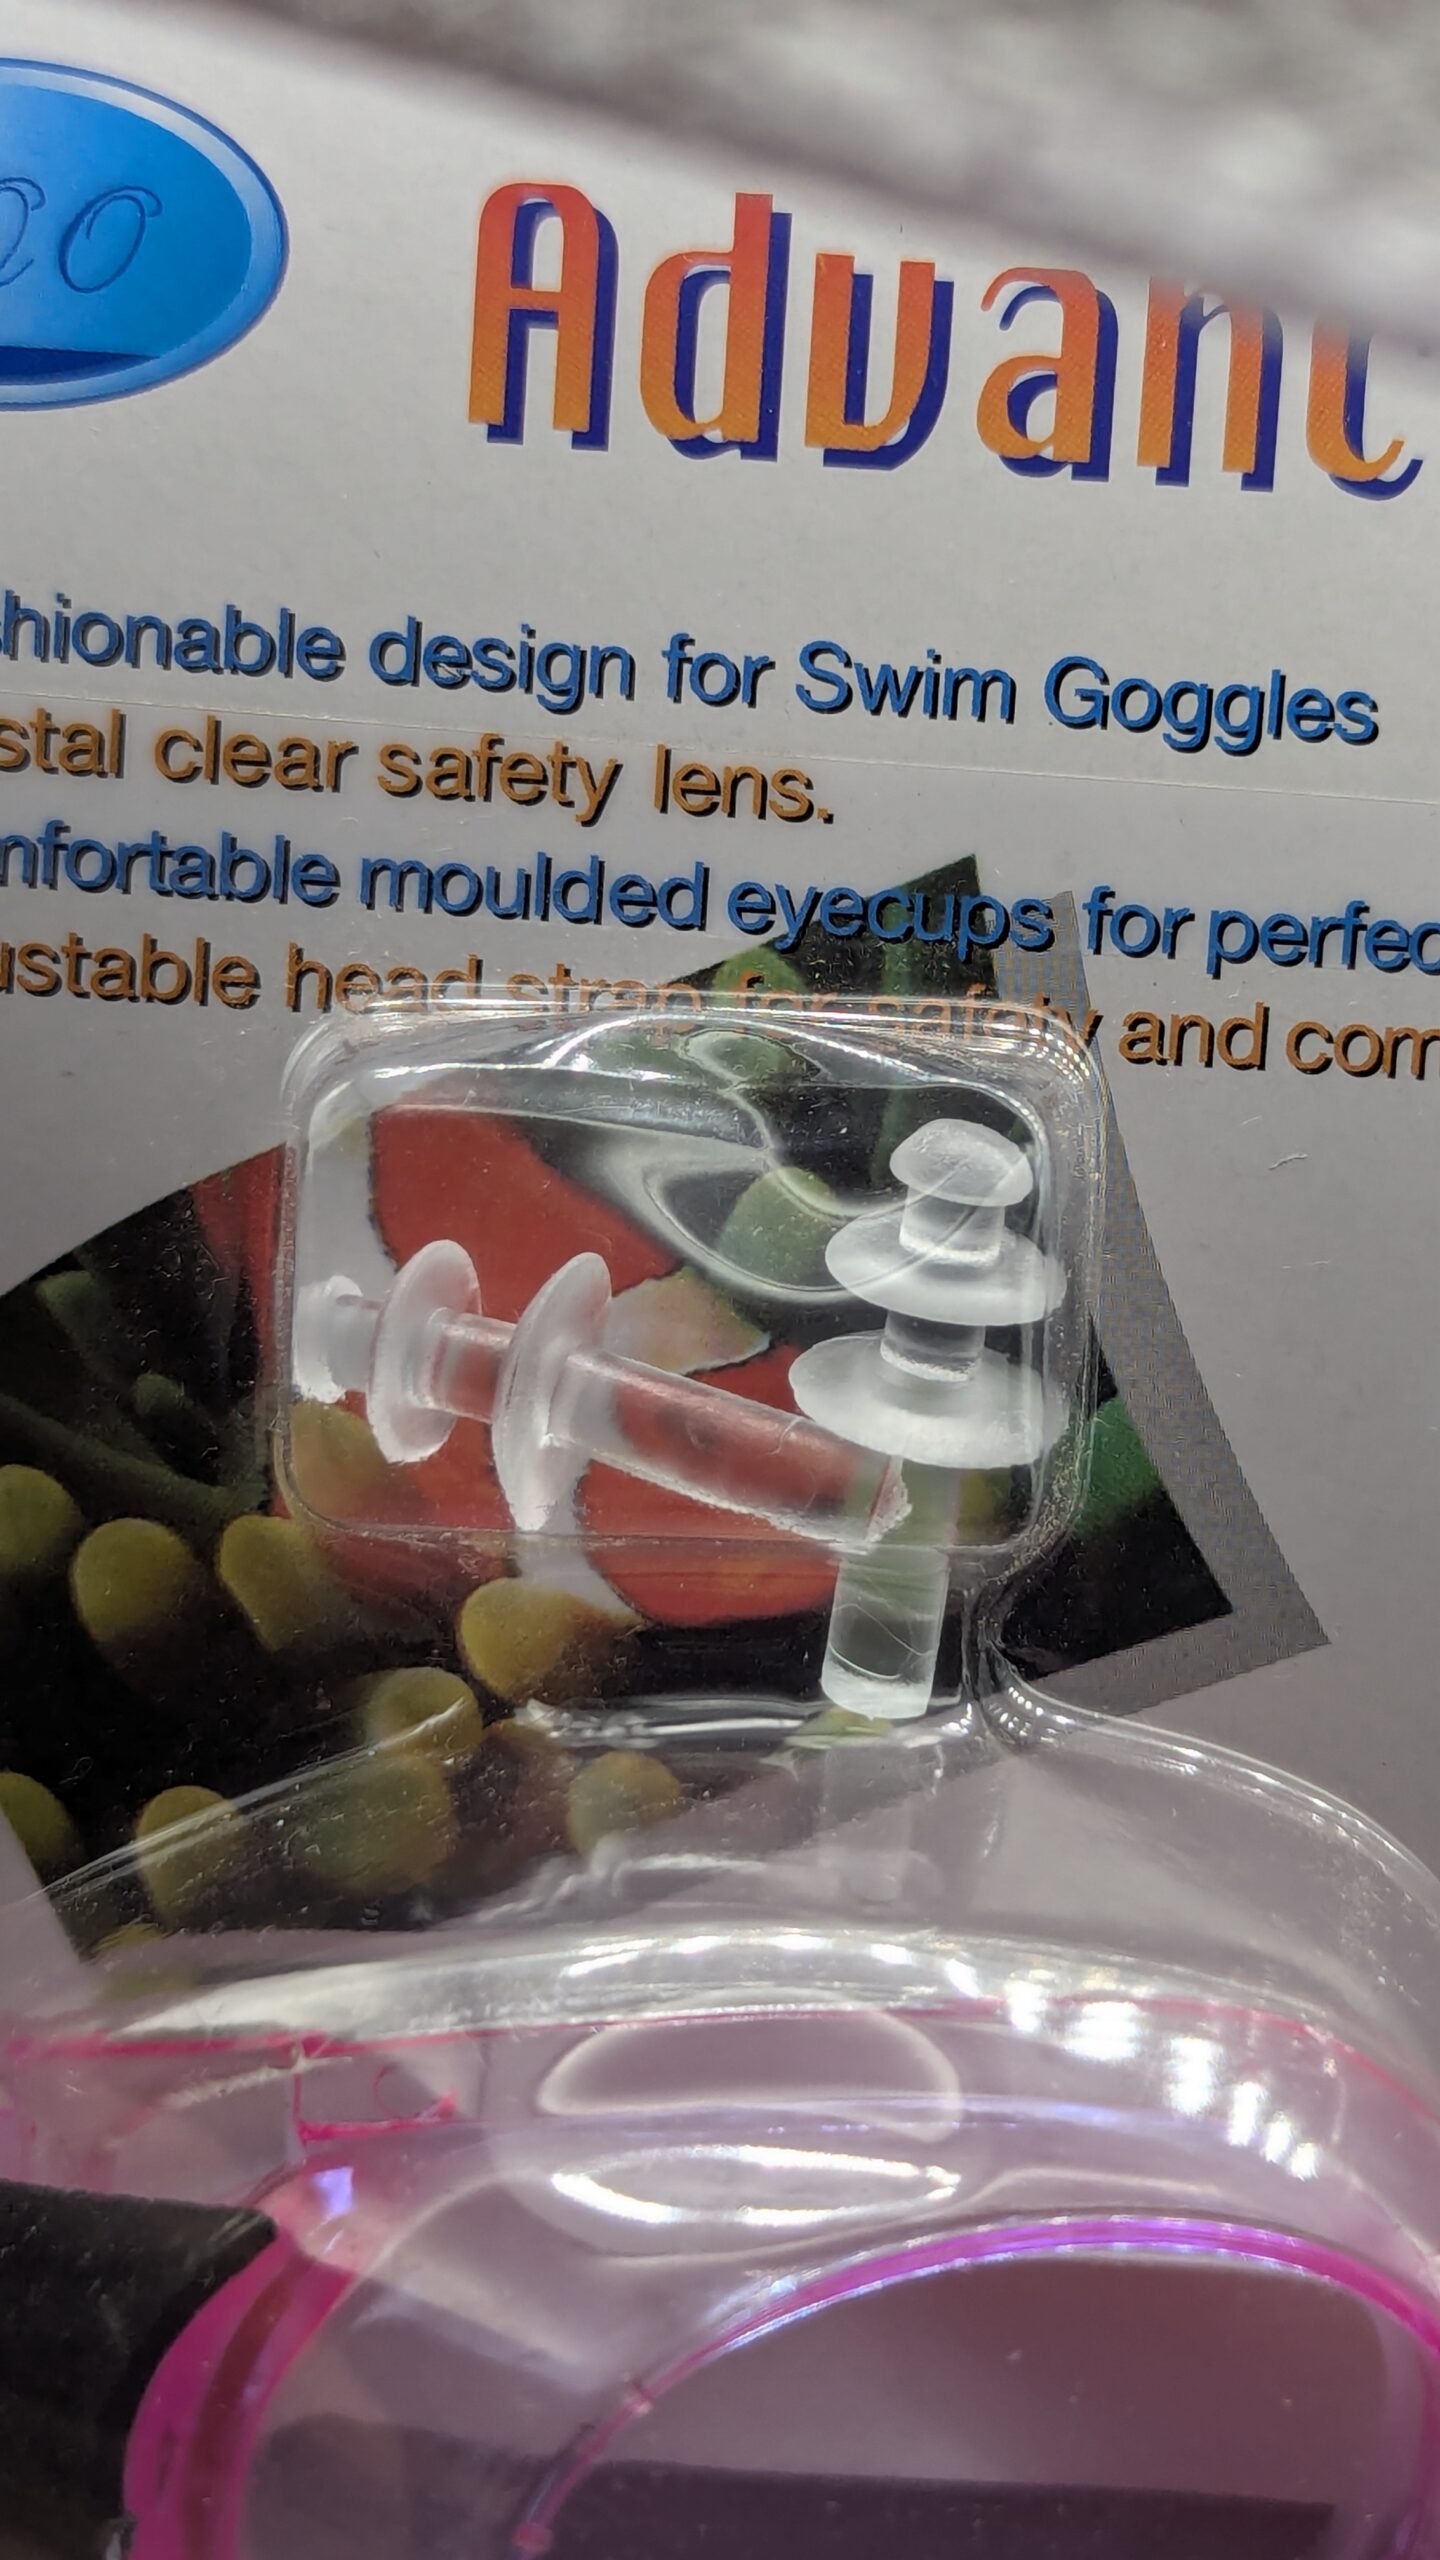 Advanc
hionable design for Swim Goggles
stal clear safety lens.
nfortable moulded eyecups for perfec
ustable head strap for safety and com